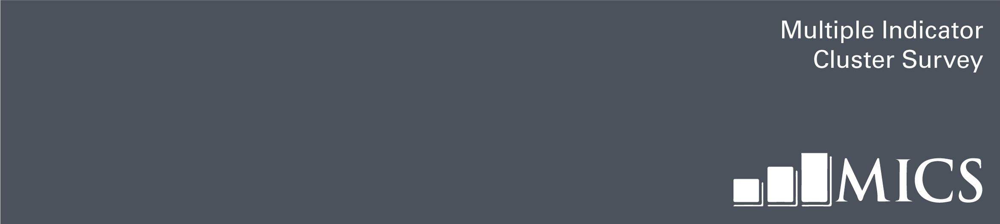 Multiple Indicator
Cluster Survey
MICS